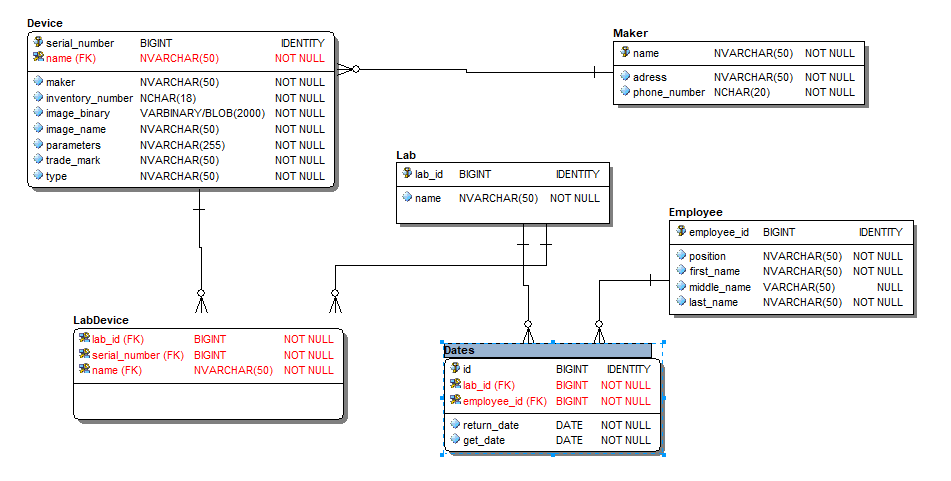 Device
serial_number BIGINT IDENTITY
name (FK) NVARCHAR(50) NOT NULL
maker NVARCHAR(50) NOT NULL
inventory_number NCHAR(18) NOT NULL
image_binary VARBINARY/BLOB(2000) NOT NULL
image_name NVARCHAR(50) NOT NULL
parameters NVARCHAR(255) NOT NULL
trade_mark NVARCHAR(50) NOT NULL
type NVARCHAR(50) NOT NULL
Maker
name NVARCHAR(50) NOT NULL
adress NVARCHAR(50) NOT NULL
phone_number NCHAR(20) NOT NULL
Lab
lab_id BIGINT IDENTITY
name NVARCHAR(50) NOT NULL
Employee
employee_id BIGINT IDENTITY
position NVARCHAR(50) NOT NULL
first_name NVARCHAR(50) NOT NULL
middle_name VARCHAR(50) NULL
last_name NVARCHAR(50) NOT NULL
LabDevice
lab_id (FK) BIGINT NOT NULL
serial_number (FK) BIGINT NOT NULL
name (FK) NVARCHAR(50) NOT NULL
Dates
id BIGINT IDENTITY
lab_id (FK) BIGINT NOT NULL
employee_id (FK) BIGINT NOT NULL
return_date DATE NOT NULL
get_date DATE NOT NULL